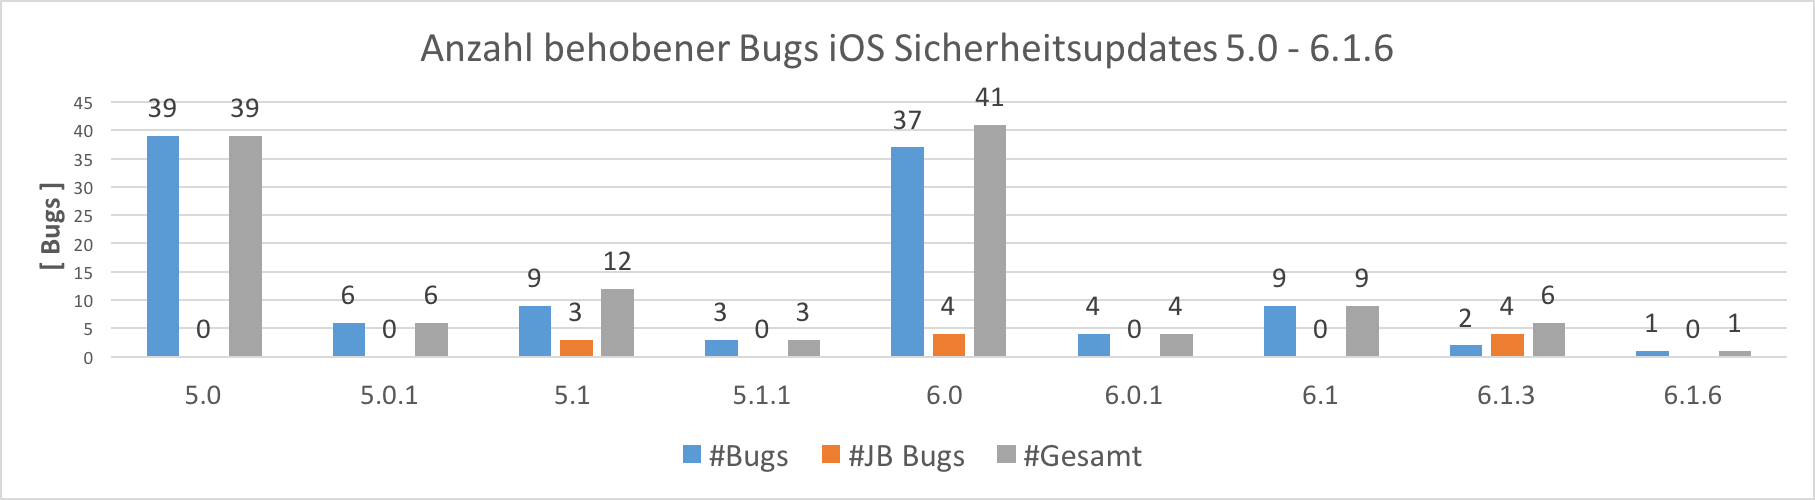 Anzahl behobener Bugs iOS Sicherheitsupdates 5.0 - 6.1.6
[ Bugs ]
45
40
35
30
25
20
15
10
5
0
39 0 39
6 0 6
9 3 12
3 0 3
37 4 41
4 0 4
9 0 9
2 4 6
1 0 1
5.0 5.0.1 5.1 5.1.1 6.0 6.0.1 6.1 6.1.3 6.1.6
#Bugs #JB Bugs #Gesamt